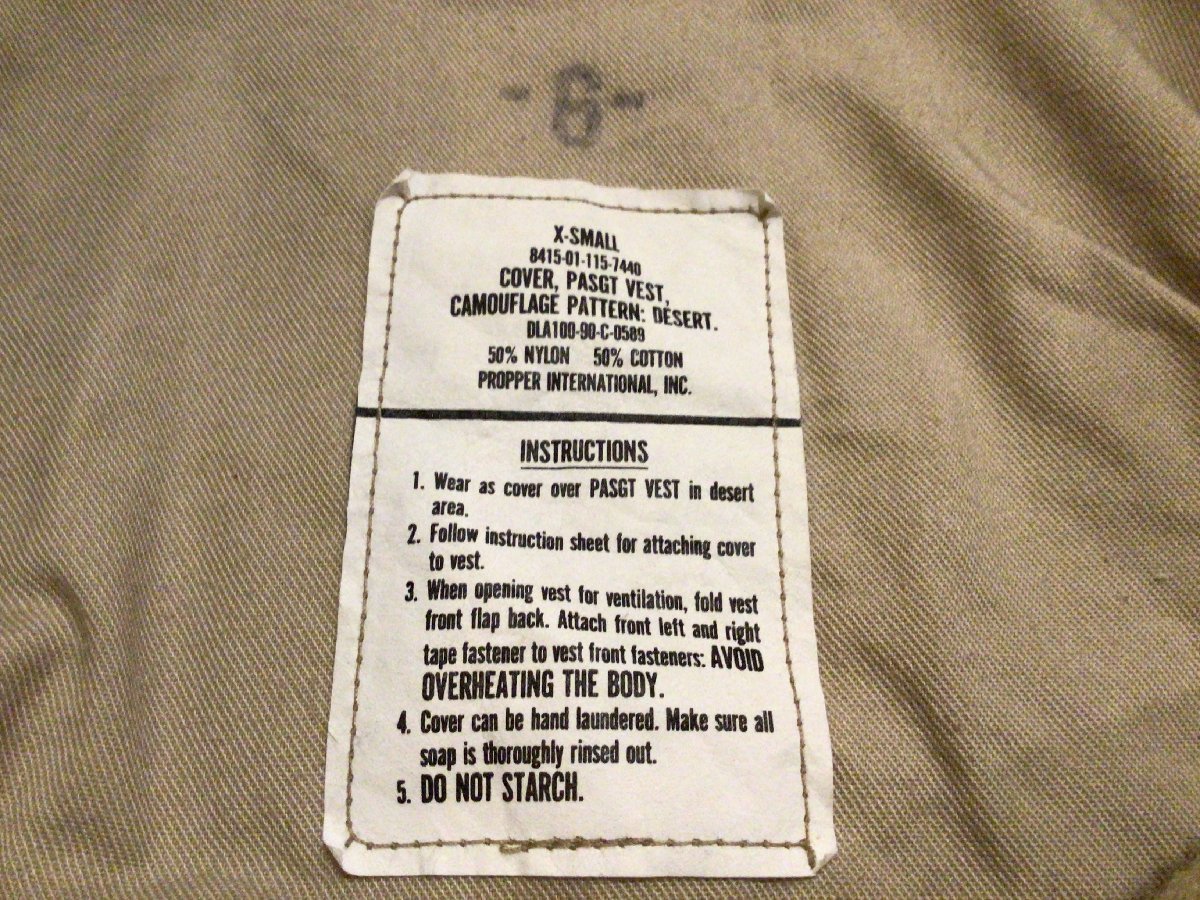 -6-
X-SMALL
8415-01-115-7440
COVER, PASGT VEST,
CAMOUFLAGE PATTERN: DESERT.
DLA100-90-C-0589
50% NYLON 50% COTTON
PROPPER INTERNATIONAL, INC.
INSTRUCTIONS
1. Wear as cover over PASGT VEST in desert
area.
2. Follow instruction sheet for attaching cover
to vest.
3. When opening vest for ventilation, fold vest
front flap back. Attach front left and right
tape fastener to vest front fasteners: AVOID
OVERHEATING THE BODY.
4. Cover can be hand laundered. Make sure all
soap is thoroughly rinsed out.
5. DO NOT STARCH.